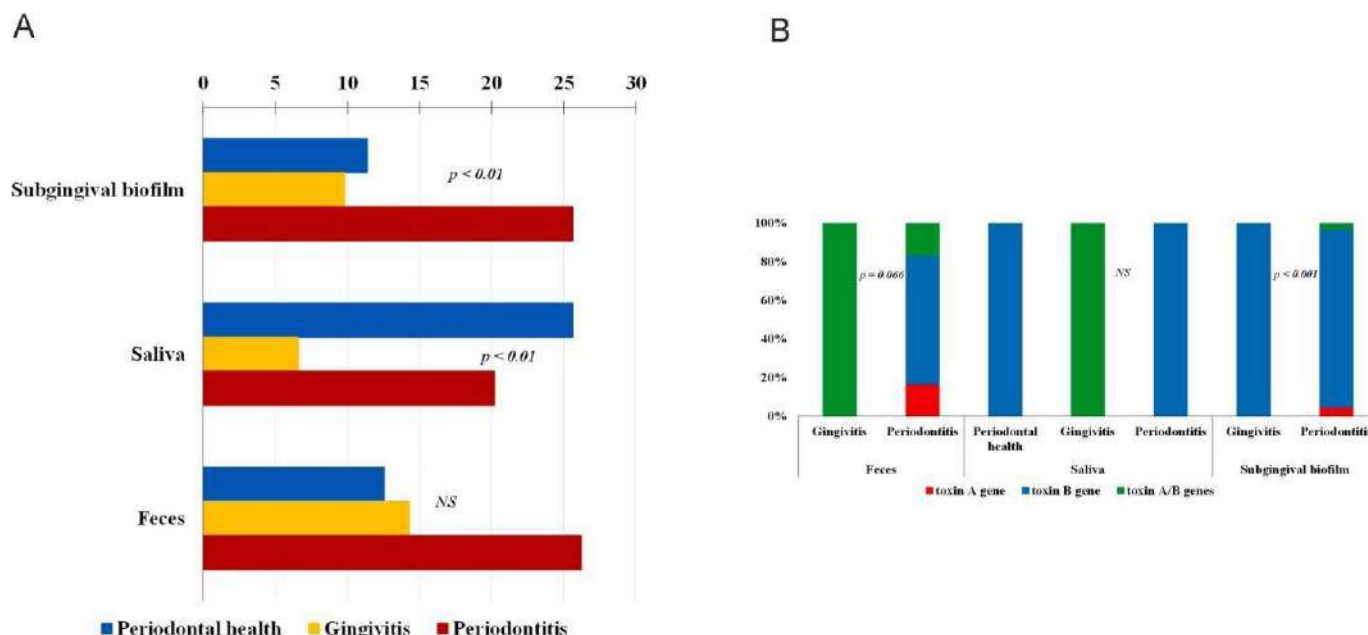 A
0 5 10 15 20 25 30
Subgingival biofilm
p < 0.01
Saliva
p < 0.01
Feces
NS
Periodontal health Gingivitis Periodontitis
B
100%
80%
60%
40%
20%
0%
p = 0.066
NS
p < 0.001
Gingivitis Periodontitis Periodontal health Gingivitis Periodontitis Gingivitis Periodontitis
Feces Saliva Subgingival biofilm
toxin A gene toxin B gene toxin A/B genes